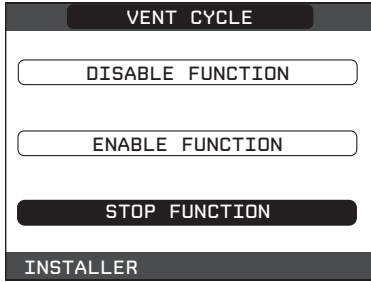 VENT CYCLE
DISABLE FUNCTION
ENABLE FUNCTION
STOP FUNCTION
INSTALLER